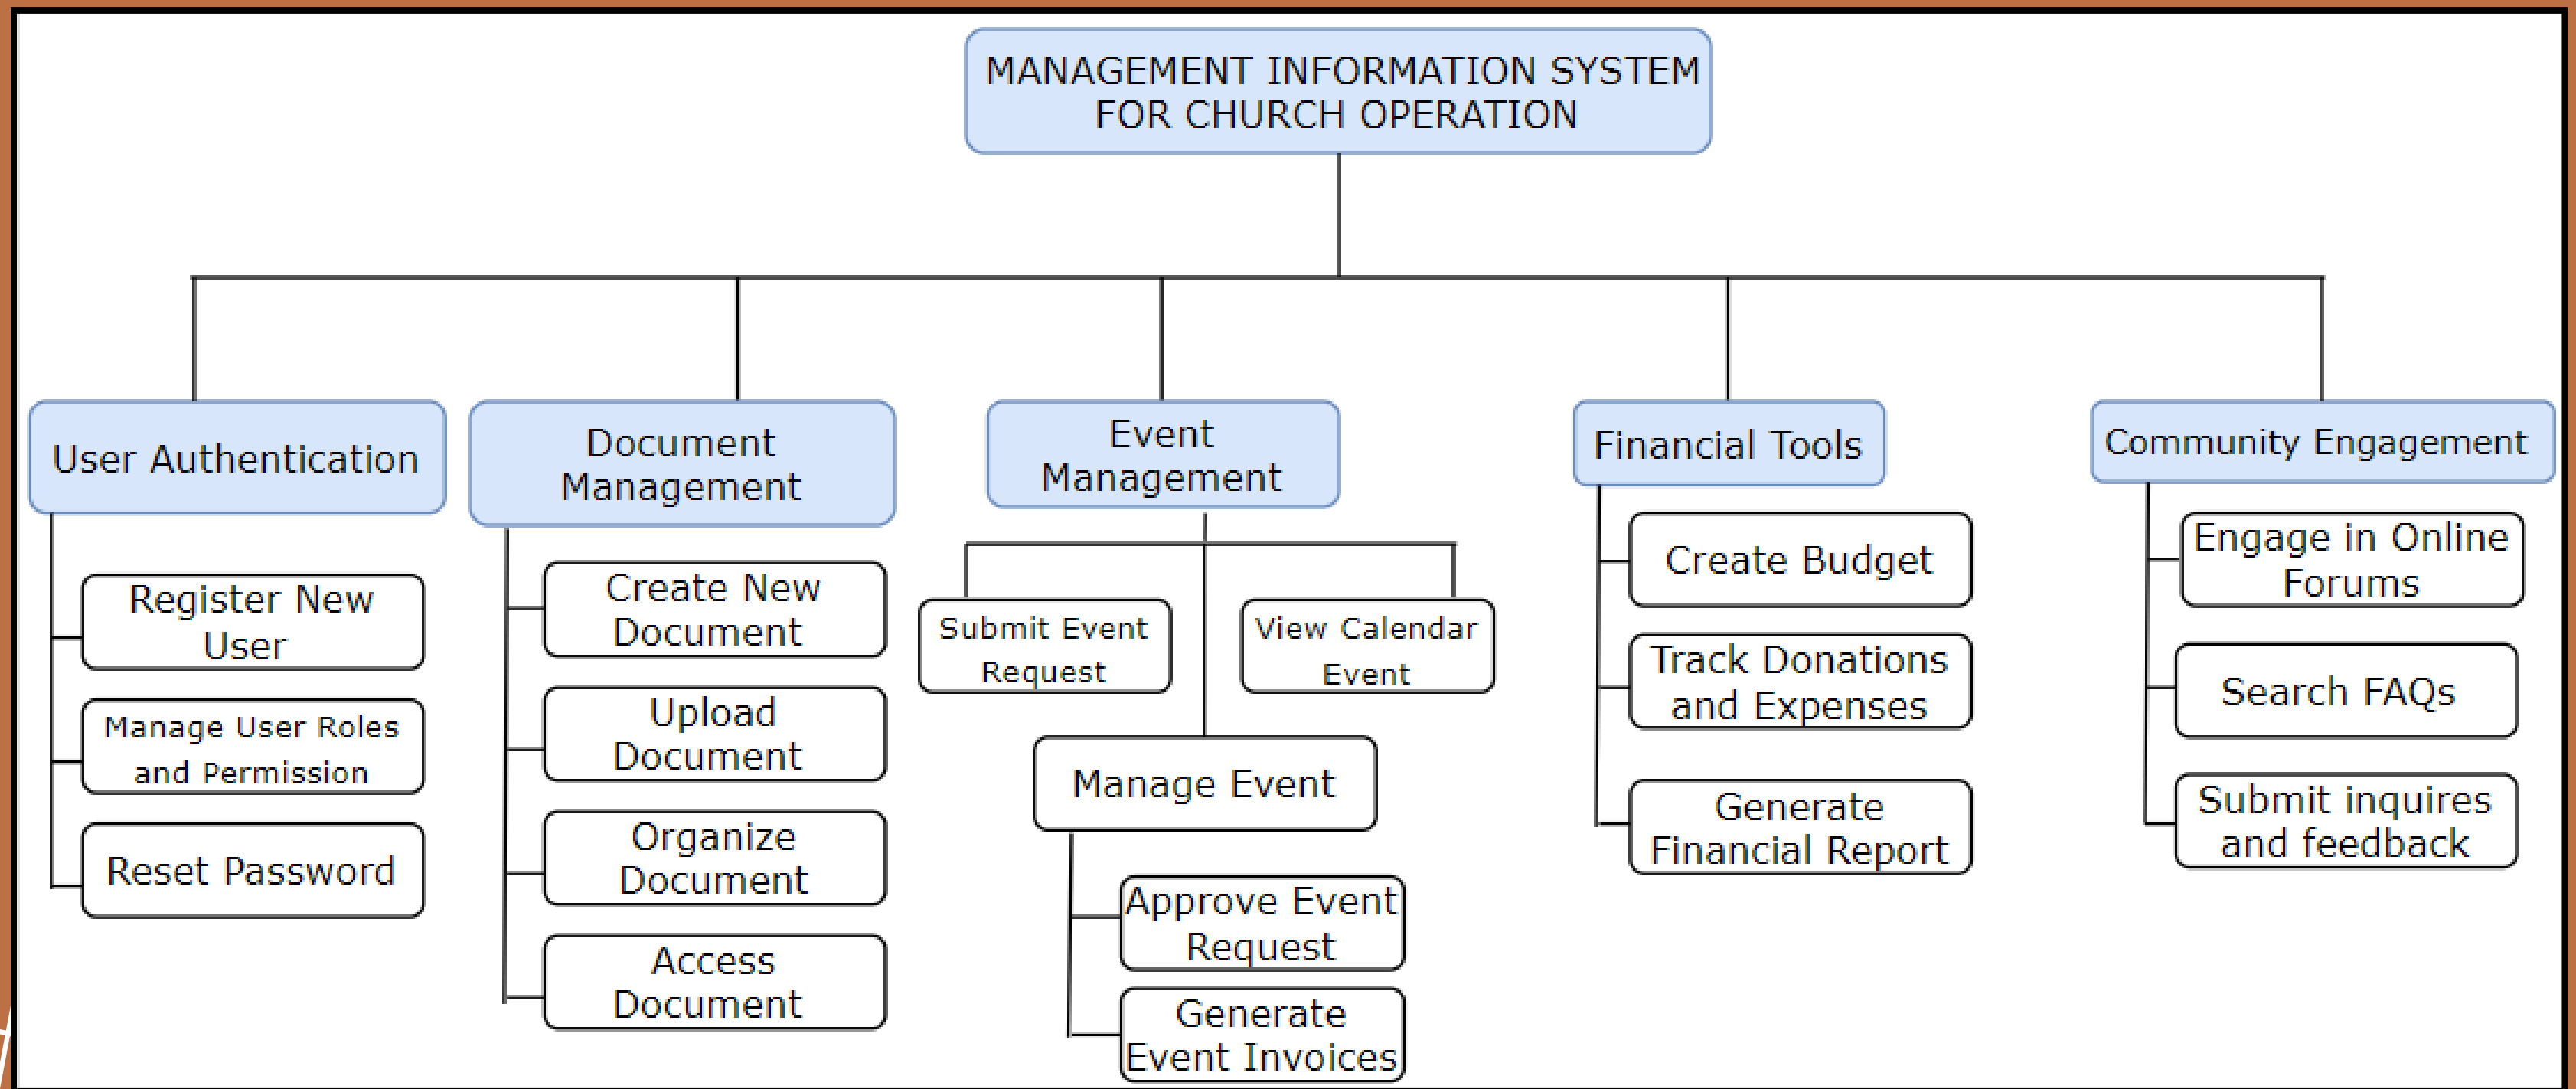 MANAGEMENT INFORMATION SYSTEM
FOR CHURCH OPERATION
User Authentication
Register New
User
Manage User Roles
and Permission
Reset Password
Document
Management
Create New
Document
Upload
Document
Organize
Document
Access
Document
Event
Management
Submit Event
Request
View Calendar
Event
Manage Event
Approve Event
Request
Generate
Event Invoices
Financial Tools
Create Budget
Track Donations
and Expenses
Generate
Financial Report
Community Engagement
Engage in Online
Forums
Search FAQs
Submit inquires
and feedback